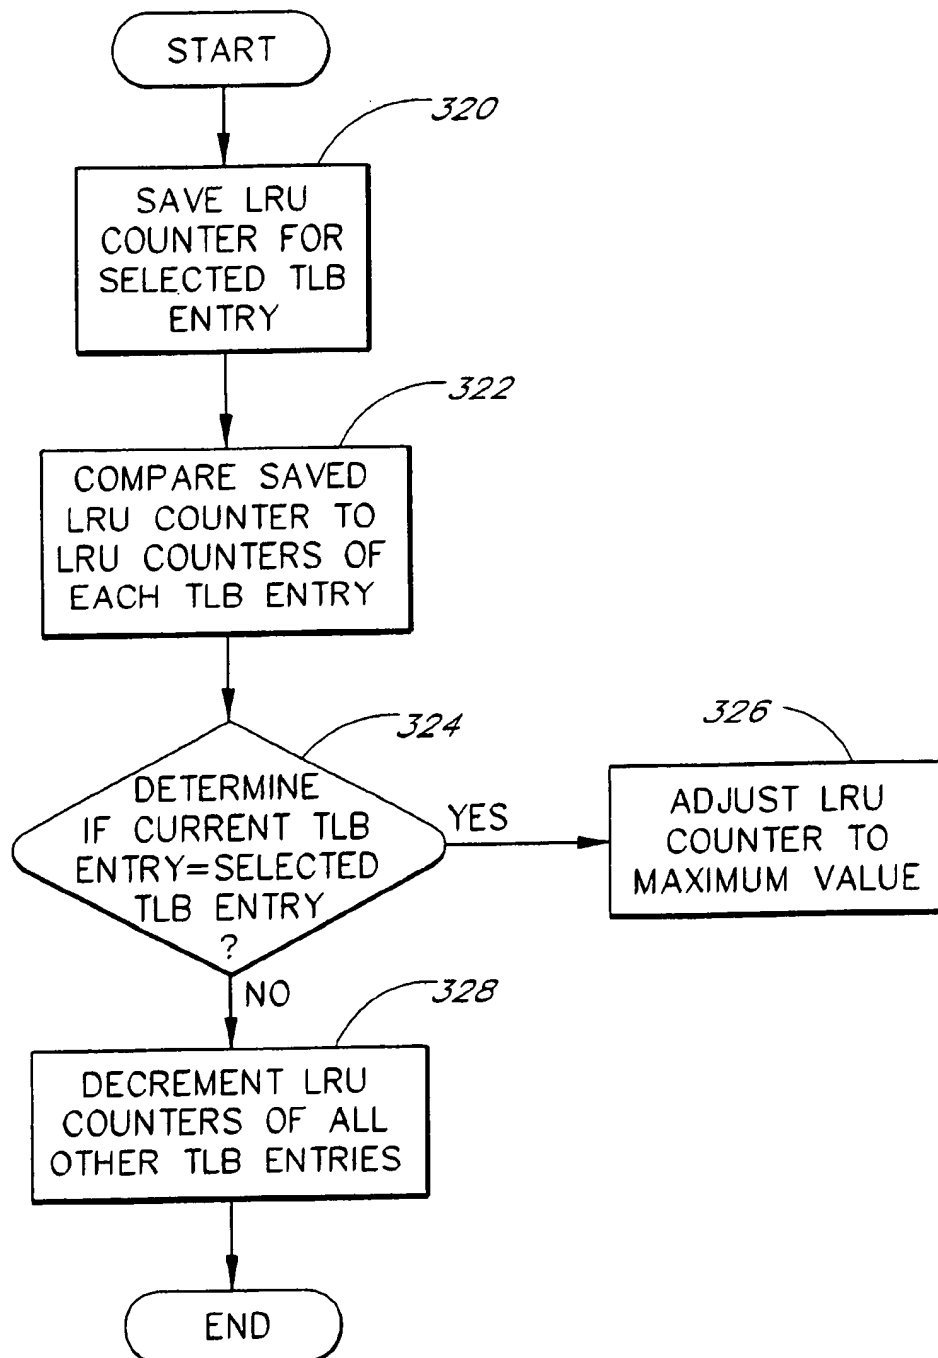 START
320
SAVE LRU
COUNTER FOR
SELECTED TLB
ENTRY
322
COMPARE SAVED
LRU COUNTER TO
LRU COUNTERS OF
EACH TLB ENTRY
324
DETERMINE
IF CURRENT TLB
ENTRY=SELECTED
TLB ENTRY
?
YES
326
ADJUST LRU
COUNTER TO
MAXIMUM VALUE
NO
328
DECREMENT LRU
COUNTERS OF ALL
OTHER TLB ENTRIES
END